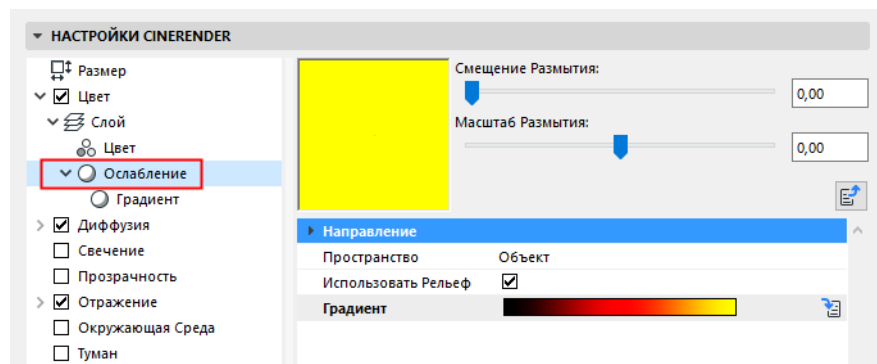 НАСТРОЙКИ CINERENDER
Размер
Цвет
Слой
Цвет
Ослабление
Градиент
Диффузия
Свечение
Прозрачность
Отражение
Окружающая Среда
Туман
Смещение Размытия:
0,00
Масштаб Размытия:
0,00
Направление
Пространство Объект
Использовать Рельеф
Градиент